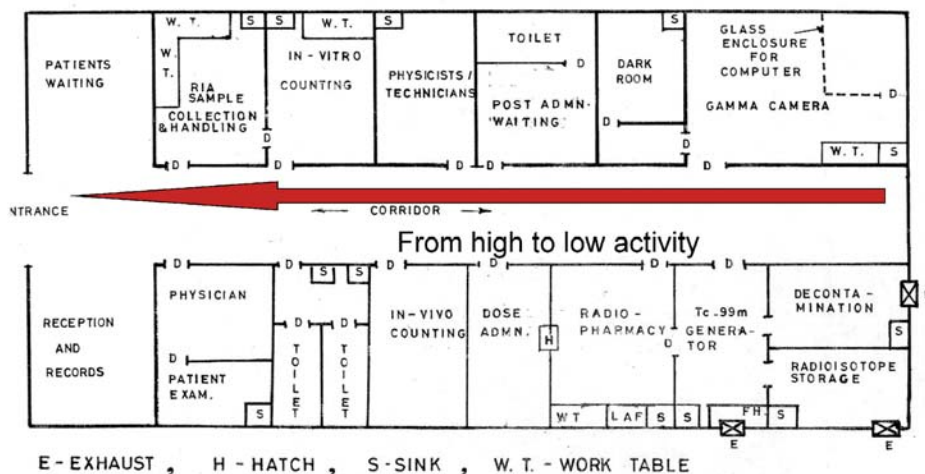 PATIENTS
WAITING
W. T.
W.
T.
S
RIA
SAMPLE
COLLECTION
& HANDLING
D
D
S
W. T.
IN-VITRO
COUNTING
D
S
PHYSICISTS/
TECHNICIANS
D
TOILET
D
POST ADMN-
'WAITING'
D
S
DARK
ROOM
D
D
GLASS
ENCLOSURE
FOR
COMPUTER
D
GAMMA CAMERA
W. T.
S
D
NTRANCE
CORRIDOR
From high to low activity
RECEPTION
AND
RECORDS
D
PHYSICIAN
D
PATIENT
EXAM.
S
D
S
S
D
D
TOILET
TOILET
D
IN-VIVO
COUNTING
D
DOSE
ADMN.
H
D
RADIO-
PHARMACY
D
WT
LAF
S
S
D
Tc-99m
GENERA-
TOR
D
D
FH.
S
E
DECONTA-
MINATION
S
RADIOISOTOPE
STORAGE
E
E-EXHAUST , H-HATCH , S-SINK , W. T.-WORK TABLE